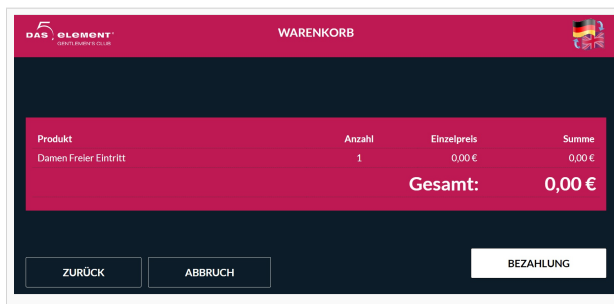 DAS 5 ELEMENT
GENTLEMEN'S CLUB
WARENKORB
Produkt Anzahl Einzelpreis Summe
Damen Freier Eintritt 1 0,00 € 0,00 €
Gesamt: 0,00 €
ZURÜCK ABBRUCH BEZAHLUNG